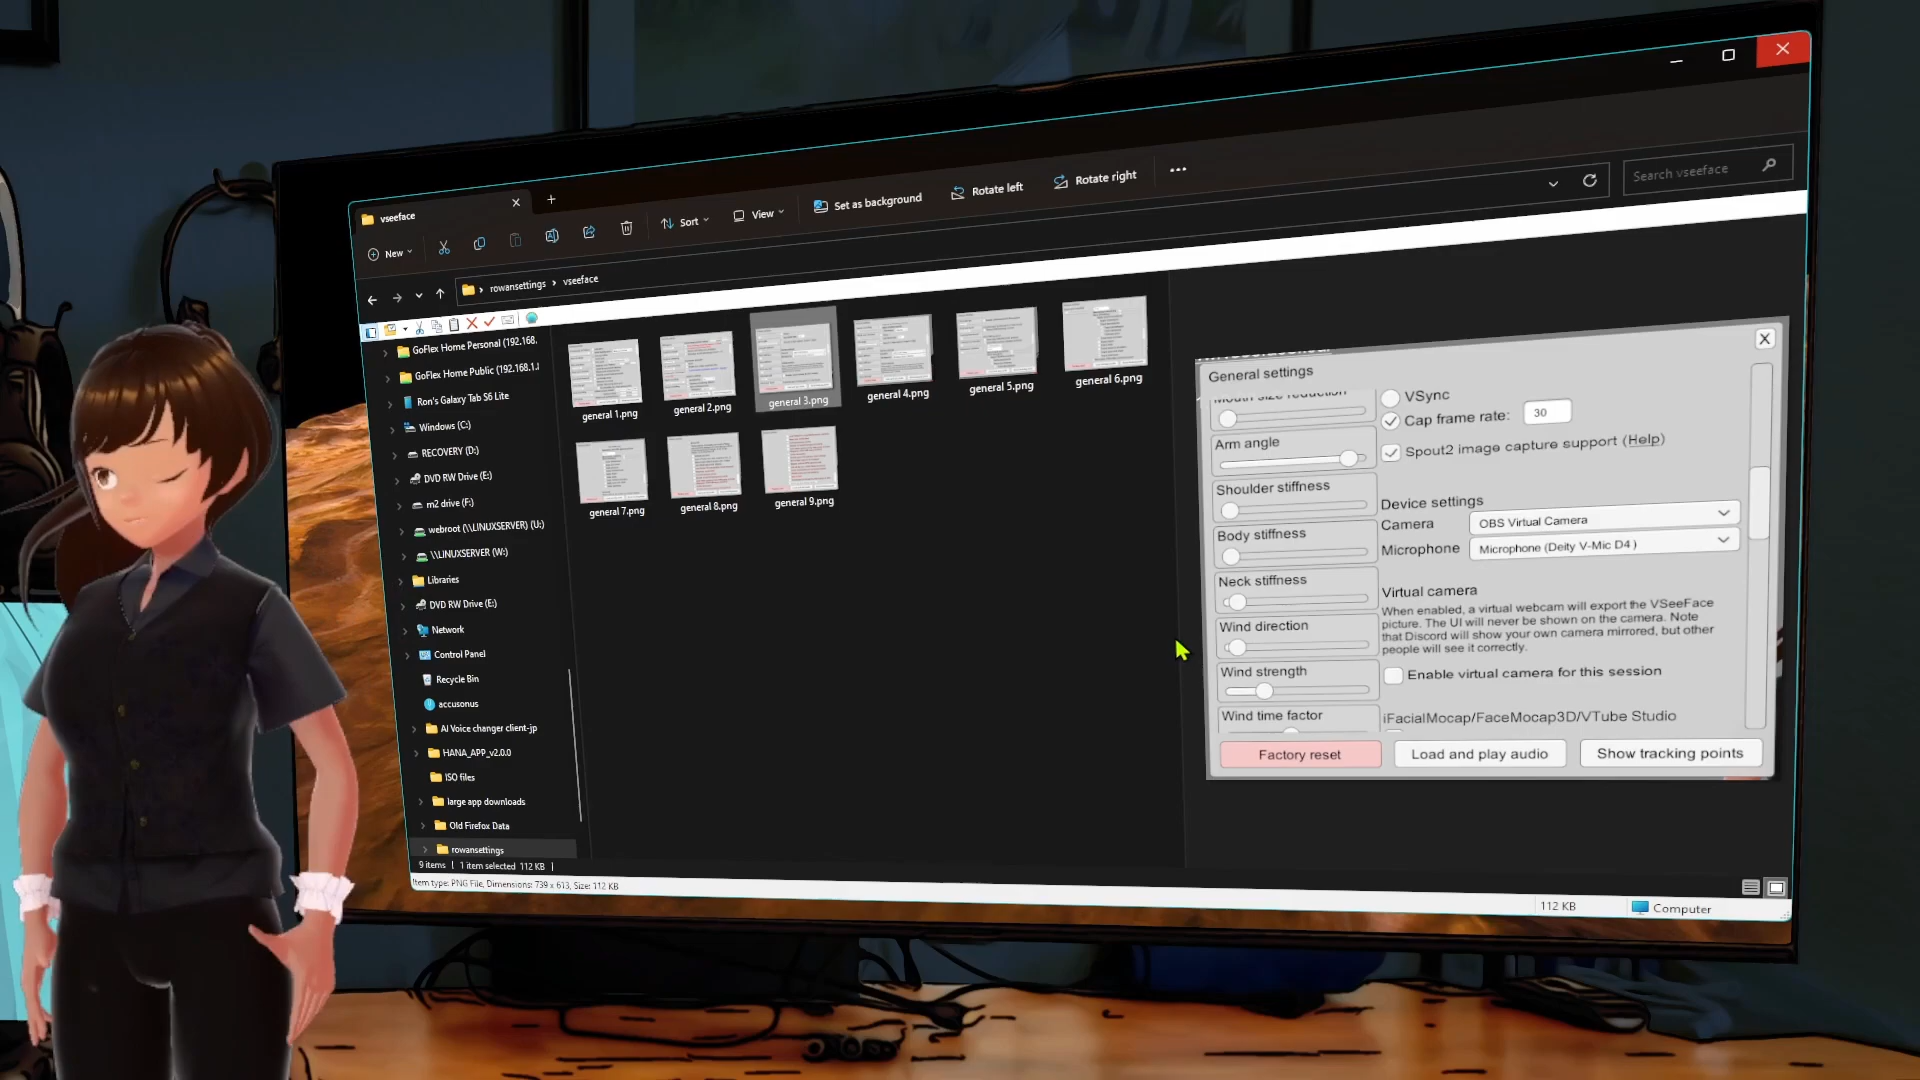 vseeface
New
Sort
View
Set as background
Rotate left
Rotate right
rowansettings > vseeface
Search vseeface
GoFlex Home Personal (192.168.
GoFlex Home Public (192.168.1.
Ron's Galaxy Tab S6 Lite
Windows (C:)
RECOVERY (D:)
DVD RW Drive (E:)
m2 drive (F:)
webroot (\\LINUXSERVER) (U:)
\\LINUXSERVER (W:)
Libraries
DVD RW Drive (E:)
Network
Control Panel
Recycle Bin
accusonus
AI Voice changer client-jp
HANA_APP_v2.0.0
ISO files
large app downloads
Old Firefox Data
rowansettings
general 1.png
general 2.png
general 3.png
general 4.png
general 5.png
general 6.png
general 7.png
general 8.png
general 9.png
General settings
Mouth size reduction
Arm angle
Shoulder stiffness
Body stiffness
Neck stiffness
Wind direction
Wind strength
Wind time factor
VSync
Cap frame rate: 30
Spout2 image capture support (Help)
Device settings
Camera OBS Virtual Camera
Microphone Microphone (Deity V-Mic D4 )
Virtual camera
When enabled, a virtual webcam will export the VSeeFace
picture. The UI will never be shown on the camera. Note
that Discord will show your own camera mirrored, but other
people will see it correctly.
Enable virtual camera for this session
iFacialMocap/FaceMocap3D/VTube Studio
Factory reset
Load and play audio
Show tracking points
9 items 1 item selected 112 KB
Item type: PNG File, Dimensions: 739 x 613, Size: 112 KB
112 KB
Computer